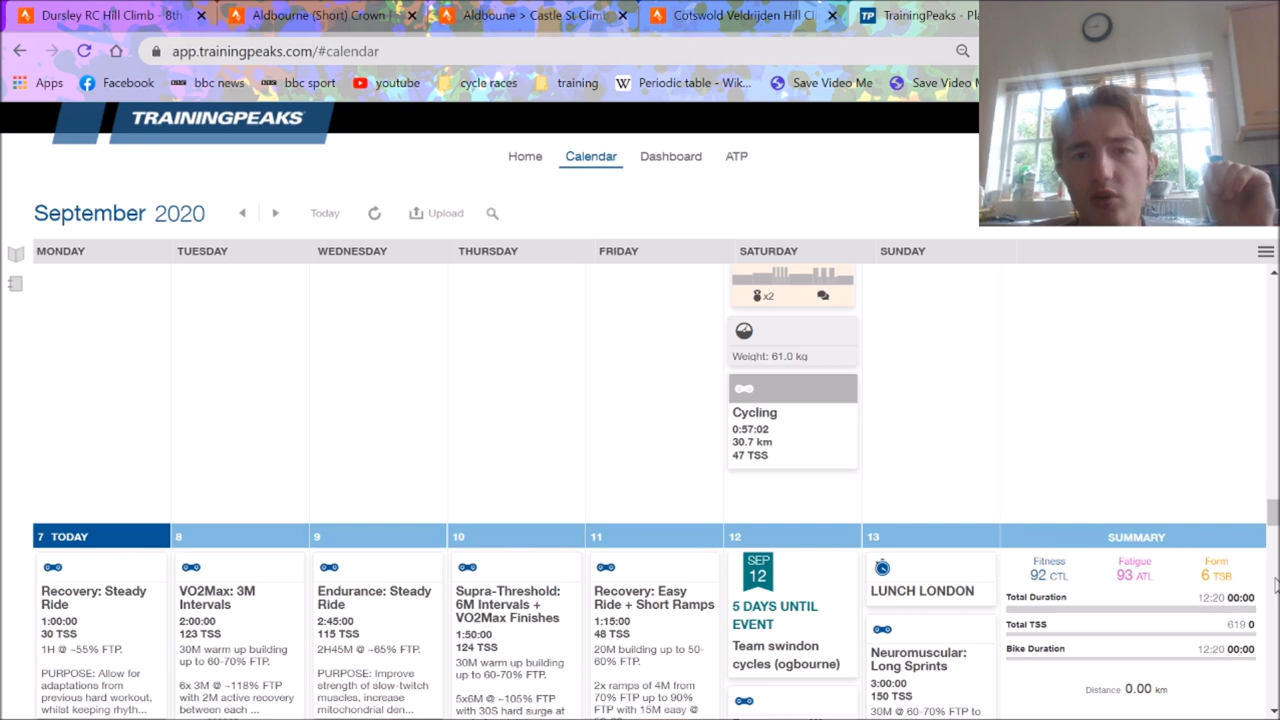 Dursley RC Hill Climb - 8th
Aldbourne (Short) Crown |
Aldboune > Castle St Climb
Cotswold Veldrijden Hill Cl
TP TrainingPeaks - Pla
app.trainingpeaks.com/#calendar
Apps
Facebook
BBC bbc news
BBC bbc sport
youtube
cycle races
training
W Periodic table - Wik...
Save Video Me
Save Video Me
TRAININGPEAKS
Home
Calendar
Dashboard
ATP
September 2020
Today
Upload
MONDAY
TUESDAY
WEDNESDAY
THURSDAY
FRIDAY
SATURDAY
SUNDAY
x2
Weight: 61.0 kg
Cycling
0:57:02
30.7 km
47 TSS
7 TODAY
8
9
10
11
12
13
SUMMARY
Recovery: Steady
Ride
1:00:00
30 TSS
1H @ ~55% FTP.
PURPOSE: Allow for
adaptations from
previous hard workout,
whilst keeping rhyth...
VO2Max: 3M
Intervals
2:00:00
123 TSS
30M warm up building
up to 60-70% FTP.
6x 3M @ ~118% FTP
with 2M active recovery
between each ...
Endurance: Steady
Ride
2:45:00
115 TSS
2H45M @ ~65% FTP.
PURPOSE: Improve
strength of slow-twitch
muscles, increase
mitochondrial den...
Supra-Threshold:
6M Intervals +
VO2Max Finishes
1:50:00
124 TSS
30M warm up building
up to 60-70% FTP.
5x6M @ ~105% FTP
with 30S hard surge at
Recovery: Easy
Ride + Short Ramps
1:15:00
48 TSS
20M building up to 50-
60% FTP.
2x ramps of 4M from
70% FTP up to 90%
FTP with 15M easy @
SEP
12
5 DAYS UNTIL
EVENT
Team swindon
cycles (ogbourne)
LUNCH LONDON
Neuromuscular:
Long Sprints
3:00:00
150 TSS
30M @ 60-70% FTP to
Fitness
92 CTL
Fatigue
93 ATL
Form
6 TSB
Total Duration 12:20 00:00
Total TSS 619 0
Bike Duration 12:20 00:00
Distance 0.00 km